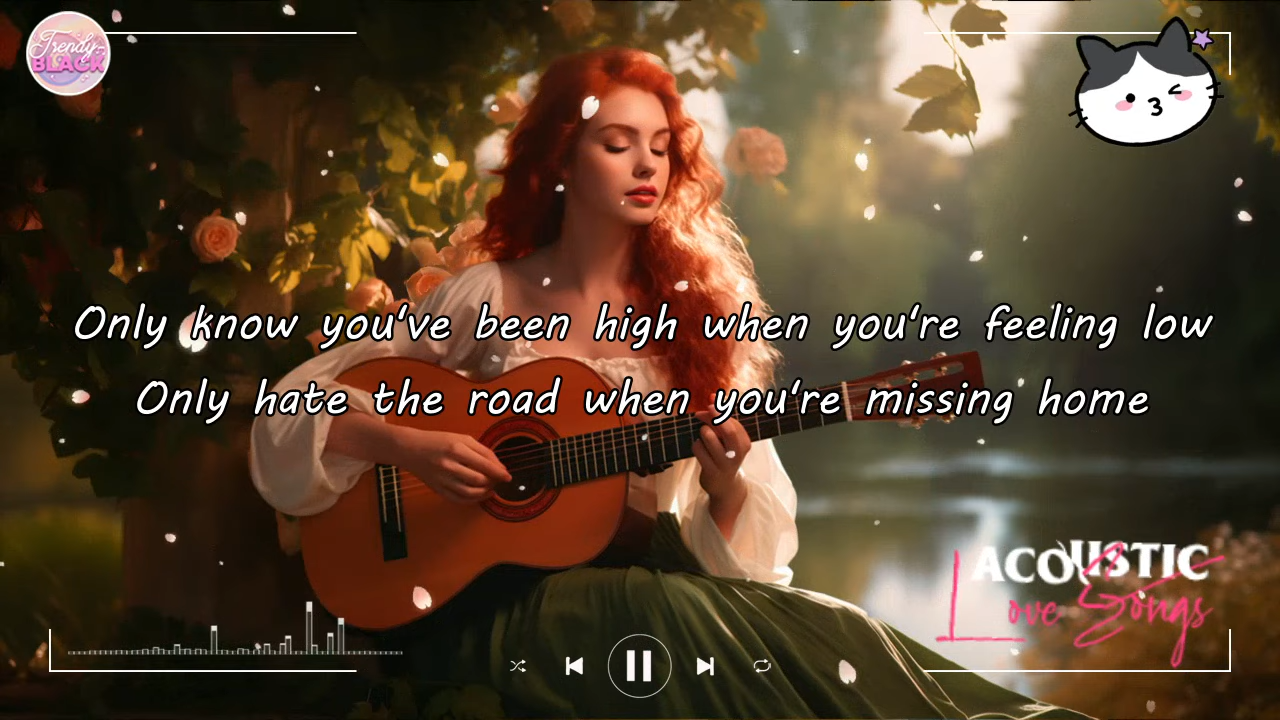 Trendy
BLACK
Only know you've been high when you're feeling low
Only hate the road when you're missing home
ACOUSTIC
Love Songs